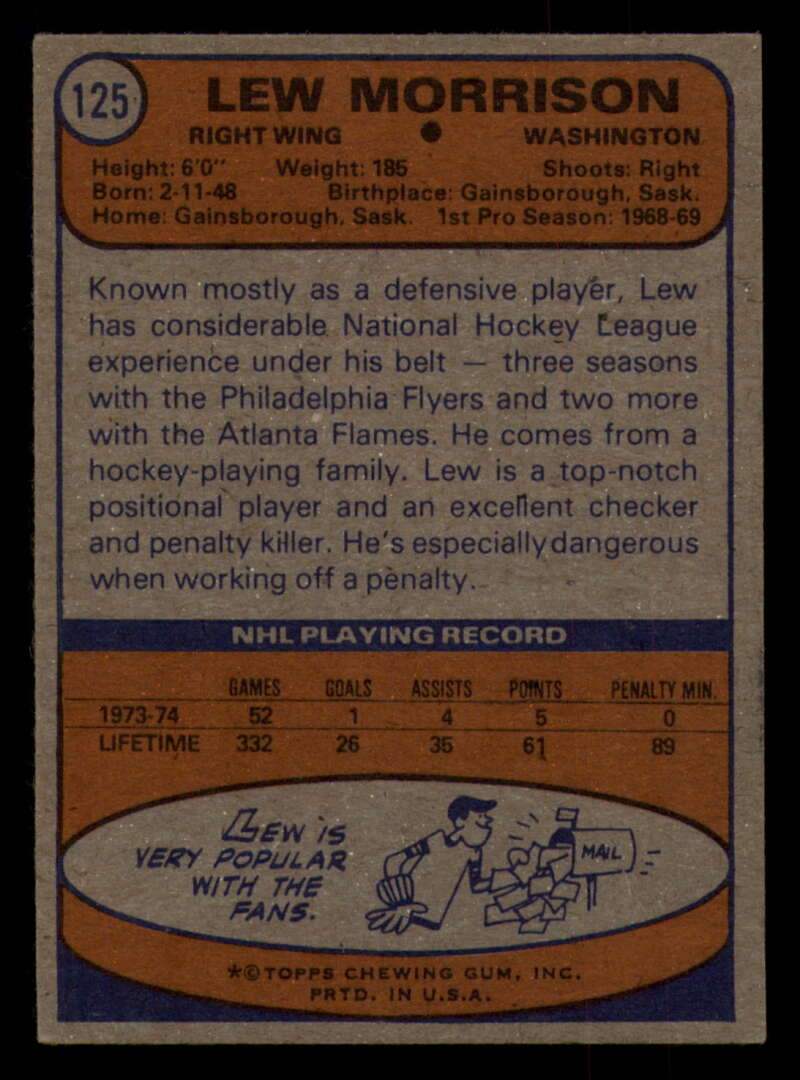 125
LEW MORRISON
RIGHT WING ● WASHINGTON
Height: 6'0" Weight: 185 Shoots: Right
Born: 2-11-48 Birthplace: Gainsborough, Sask.
Home: Gainsborough, Sask. 1st Pro Season: 1968-69
Known mostly as a defensive player, Lew
has considerable National Hockey League
experience under his belt — three seasons
with the Philadelphia Flyers and two more
with the Atlanta Flames. He comes from a
hockey-playing family. Lew is a top-notch
positional player and an excellent checker
and penalty killer. He's especially dangerous
when working off a penalty.
NHL PLAYING RECORD
GAMES GOALS ASSISTS POINTS PENALTY MIN.
1973-74 52 1 4 5 0
LIFETIME 332 26 35 61 89
LEW IS
VERY POPULAR
WITH THE
FANS.
MAIL
*©TOPPS CHEWING GUM, INC.
PRTD. IN U.S.A.